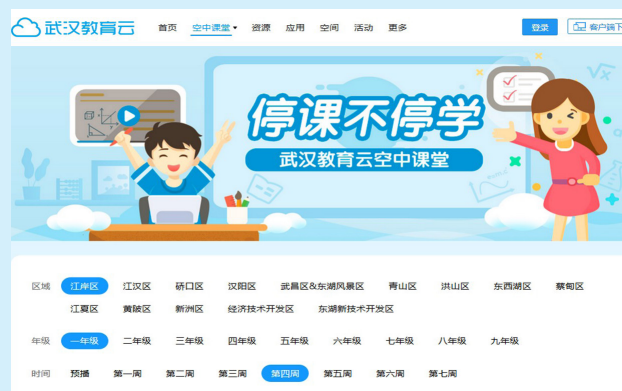 武汉教育云 首页 空中课堂 资源 应用 空间 活动 更多 登录 客户端下
停课不停学
武汉教育云空中课堂
区域 江岸区 江汉区 硚口区 汉阳区 武昌区&东湖风景区 青山区 洪山区 东西湖区 蔡甸区
江夏区 黄陂区 新洲区 经济技术开发区 东湖新技术开发区
年级 一年级 二年级 三年级 四年级 五年级 六年级 七年级 八年级 九年级
时间 预播 第一周 第二周 第三周 第四周 第五周 第六周 第七周